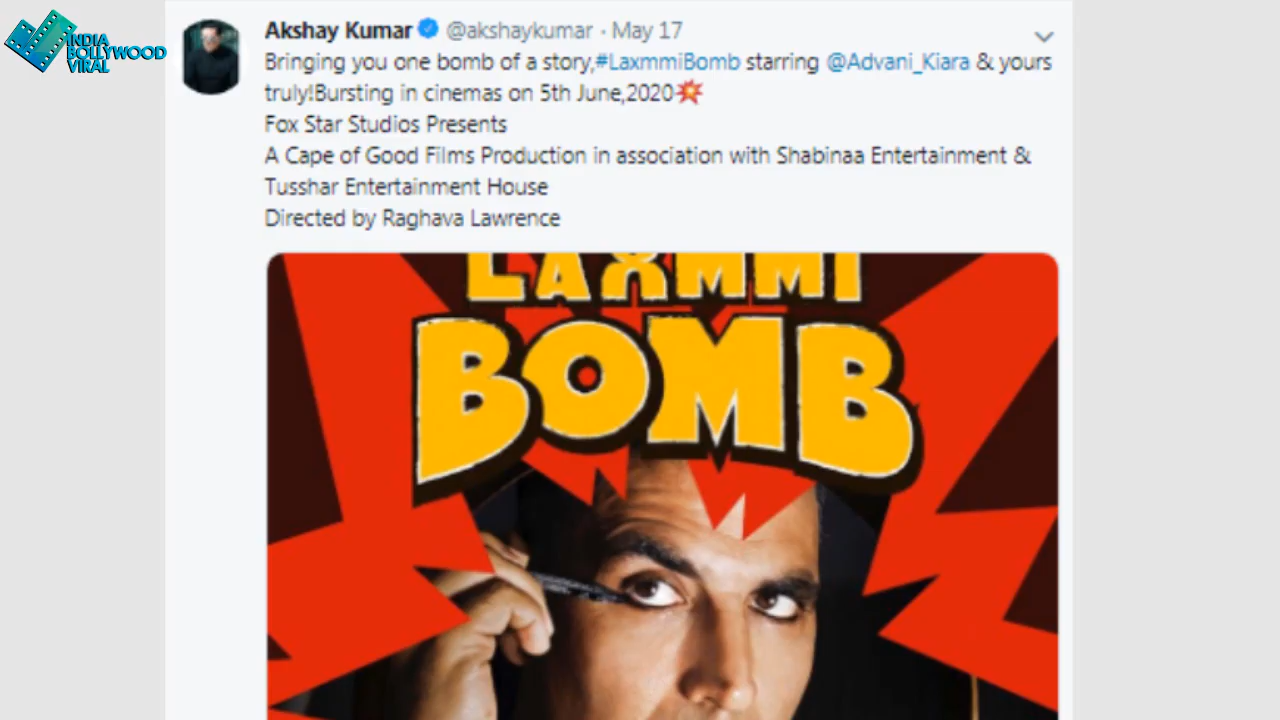 INDIA
BOLLYWOOD
VIRAL
Akshay Kumar @akshaykumar · May 17
Bringing you one bomb of a story,#LaxmmiBomb starring @Advani_Kiara & yours
truly!Bursting in cinemas on 5th June,2020💥
Fox Star Studios Presents
A Cape of Good Films Production in association with Shabinaa Entertainment &
Tusshar Entertainment House
Directed by Raghava Lawrence
LAXMMI
BOMB